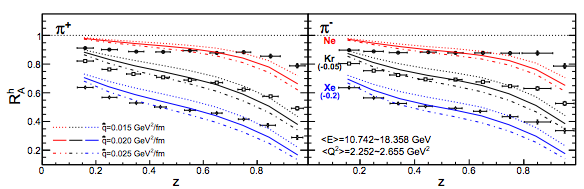 π+
π-
Ne
Kr
(-0.05)
Xe
(-0.2)
R_A^h
1
0.8
0.6
0.4
0.2
q̂=0.015 GeV²/fm
q̂=0.020 GeV²/fm
q̂=0.025 GeV²/fm
<E>=10.742~18.358 GeV
<Q²>=2.252~2.655 GeV²
0 0.2 0.4 0.6 0.8 0.2 0.4 0.6 0.8 1
z z